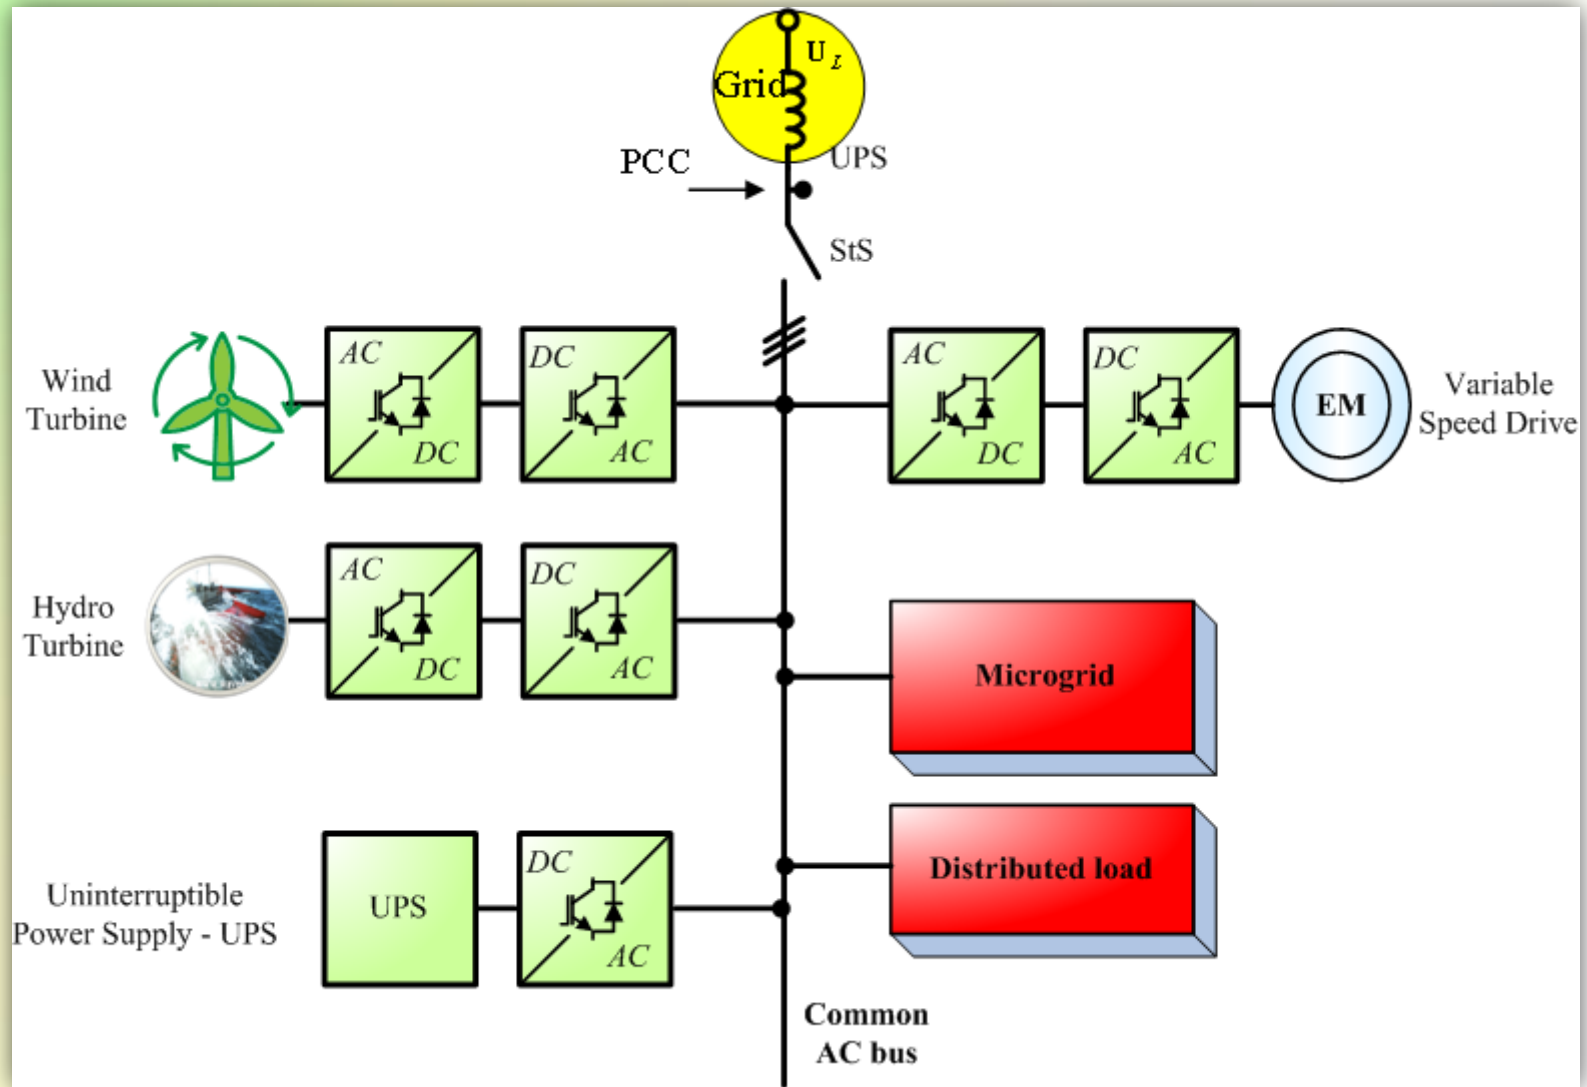 U L
Grid
UPS
PCC
StS
Wind
Turbine
AC
DC
DC
AC
AC
DC
DC
AC
EM
Variable
Speed Drive
Hydro
Turbine
AC
DC
DC
AC
Microgrid
Uninterruptible
Power Supply - UPS
UPS
DC
AC
Distributed load
Common
AC bus